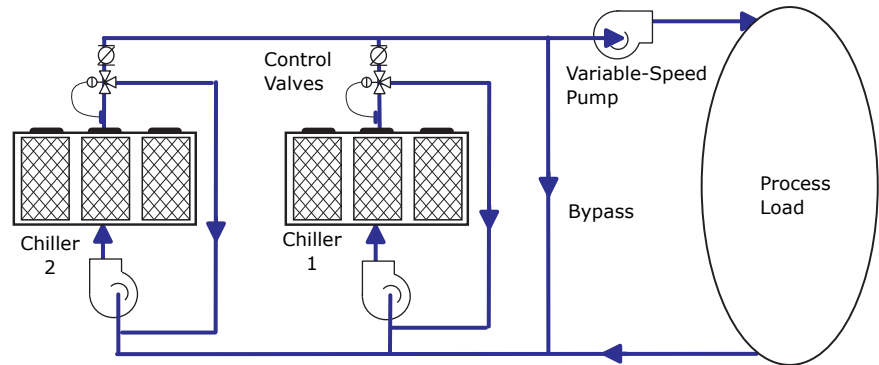 Control
Valves
Variable-Speed
Pump
Process
Load
Bypass
Chiller
2
Chiller
1